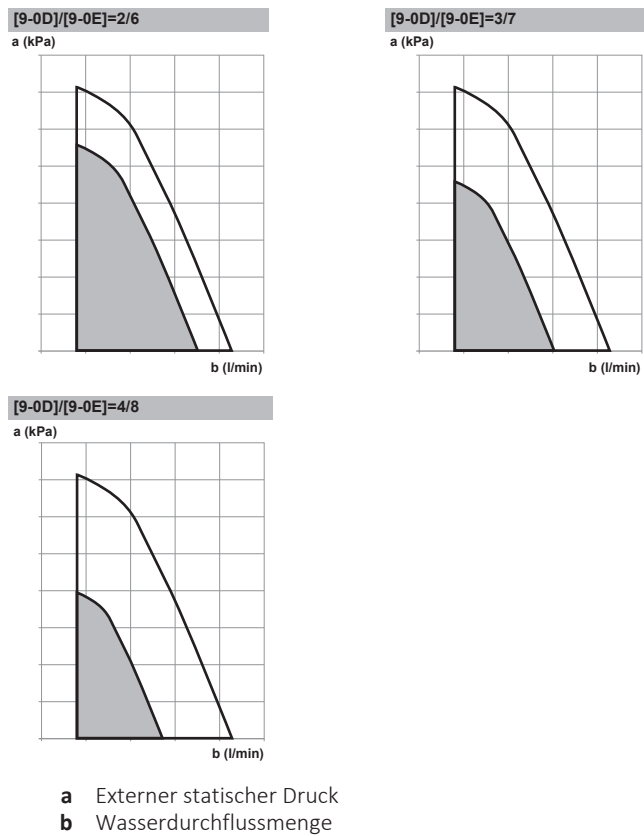 [9-0D]/[9-0E]=2/6
a (kPa)
b (l/min)
[9-0D]/[9-0E]=3/7
a (kPa)
b (l/min)
[9-0D]/[9-0E]=4/8
a (kPa)
b (l/min)
a Externer statischer Druck
b Wasserdurchflussmenge